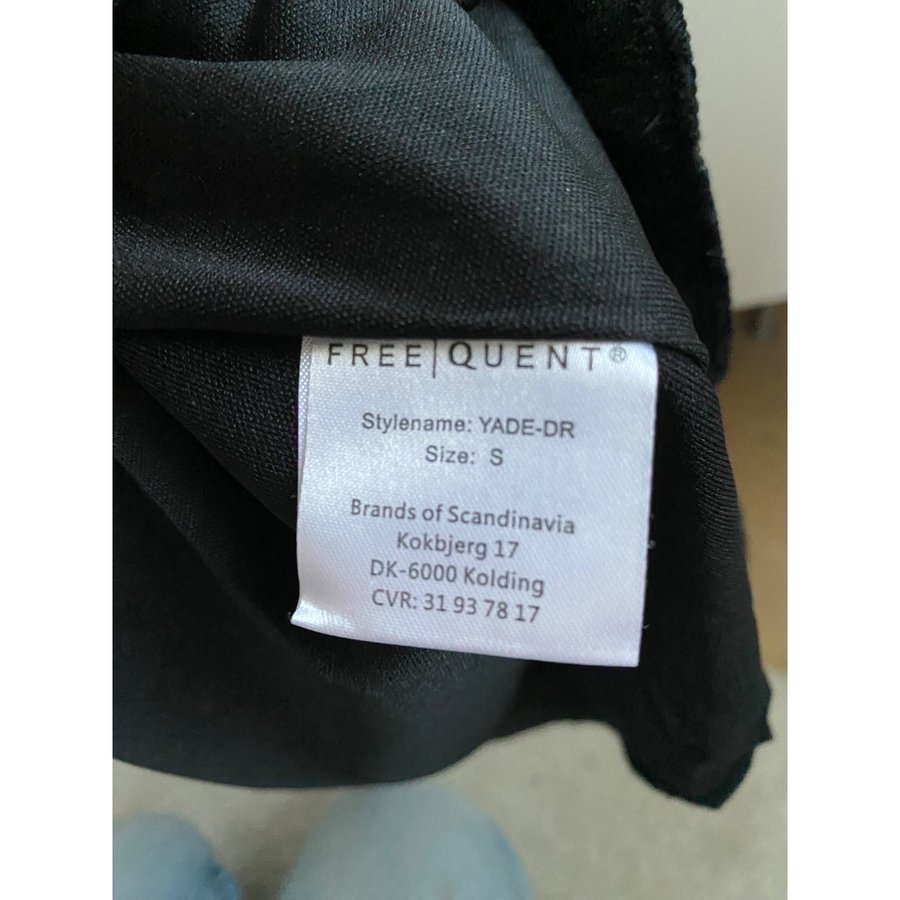 FREE|QUENT®
Stylename: YADE-DR
Size: S
Brands of Scandinavia
Kokbjerg 17
DK-6000 Kolding
CVR: 31 93 78 17